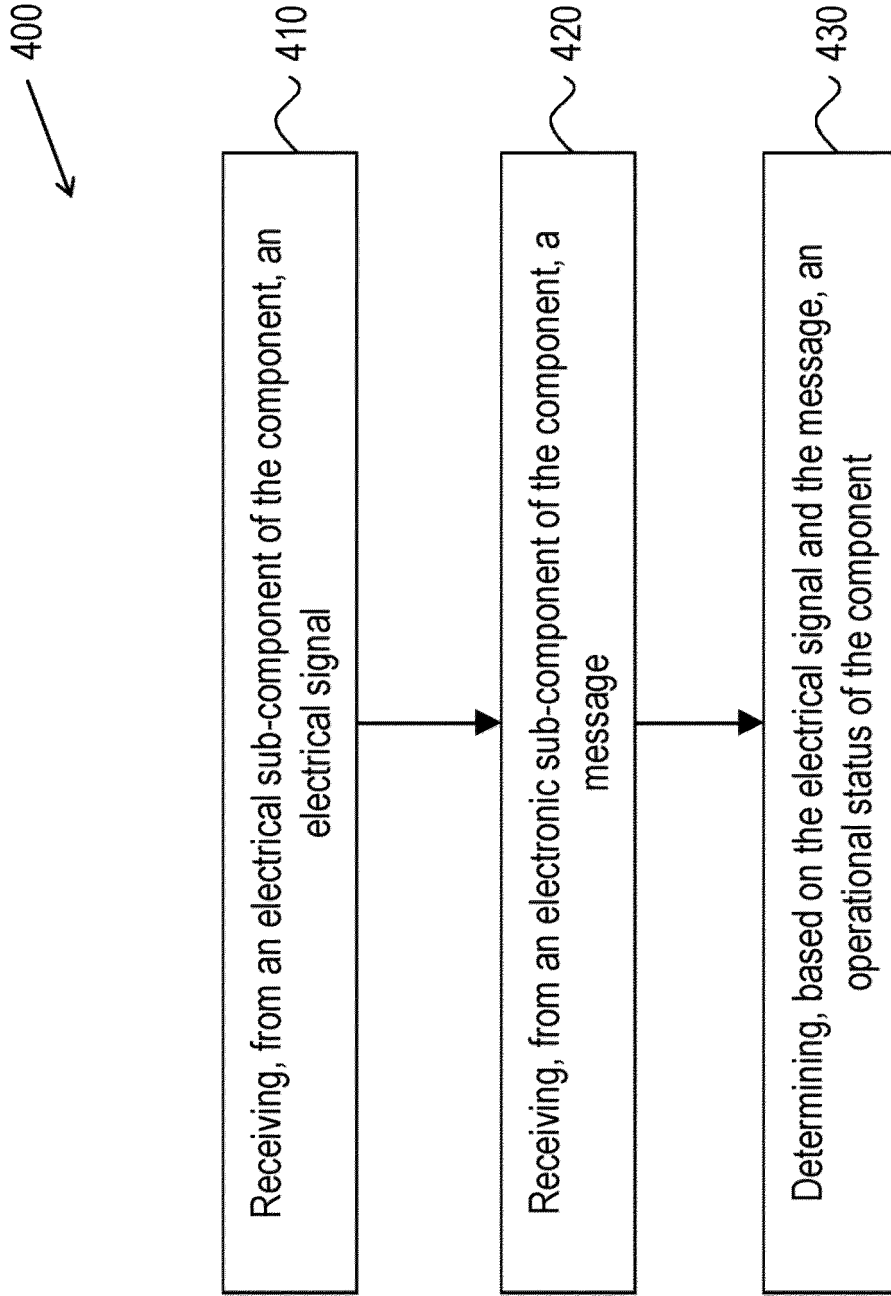 400
Receiving, from an electrical sub-component of the component, an
electrical signal
410
Receiving, from an electronic sub-component of the component, a
message
420
Determining, based on the electrical signal and the message, an
operational status of the component
430